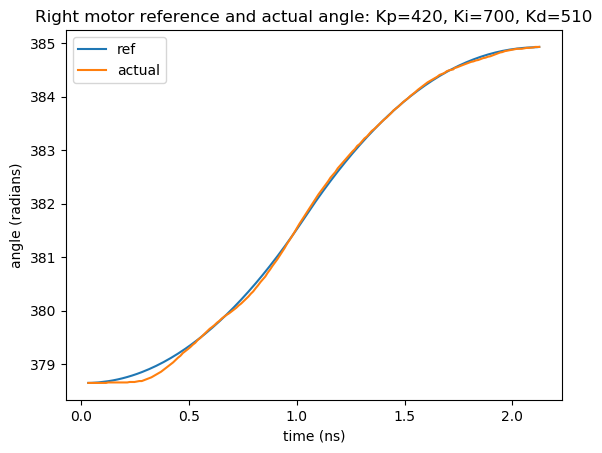 Right motor reference and actual angle: Kp=420, Ki=700, Kd=510
ref
actual
385
384
383
382
381
380
379
angle (radians)
0.0 0.5 1.0 1.5 2.0
time (ns)